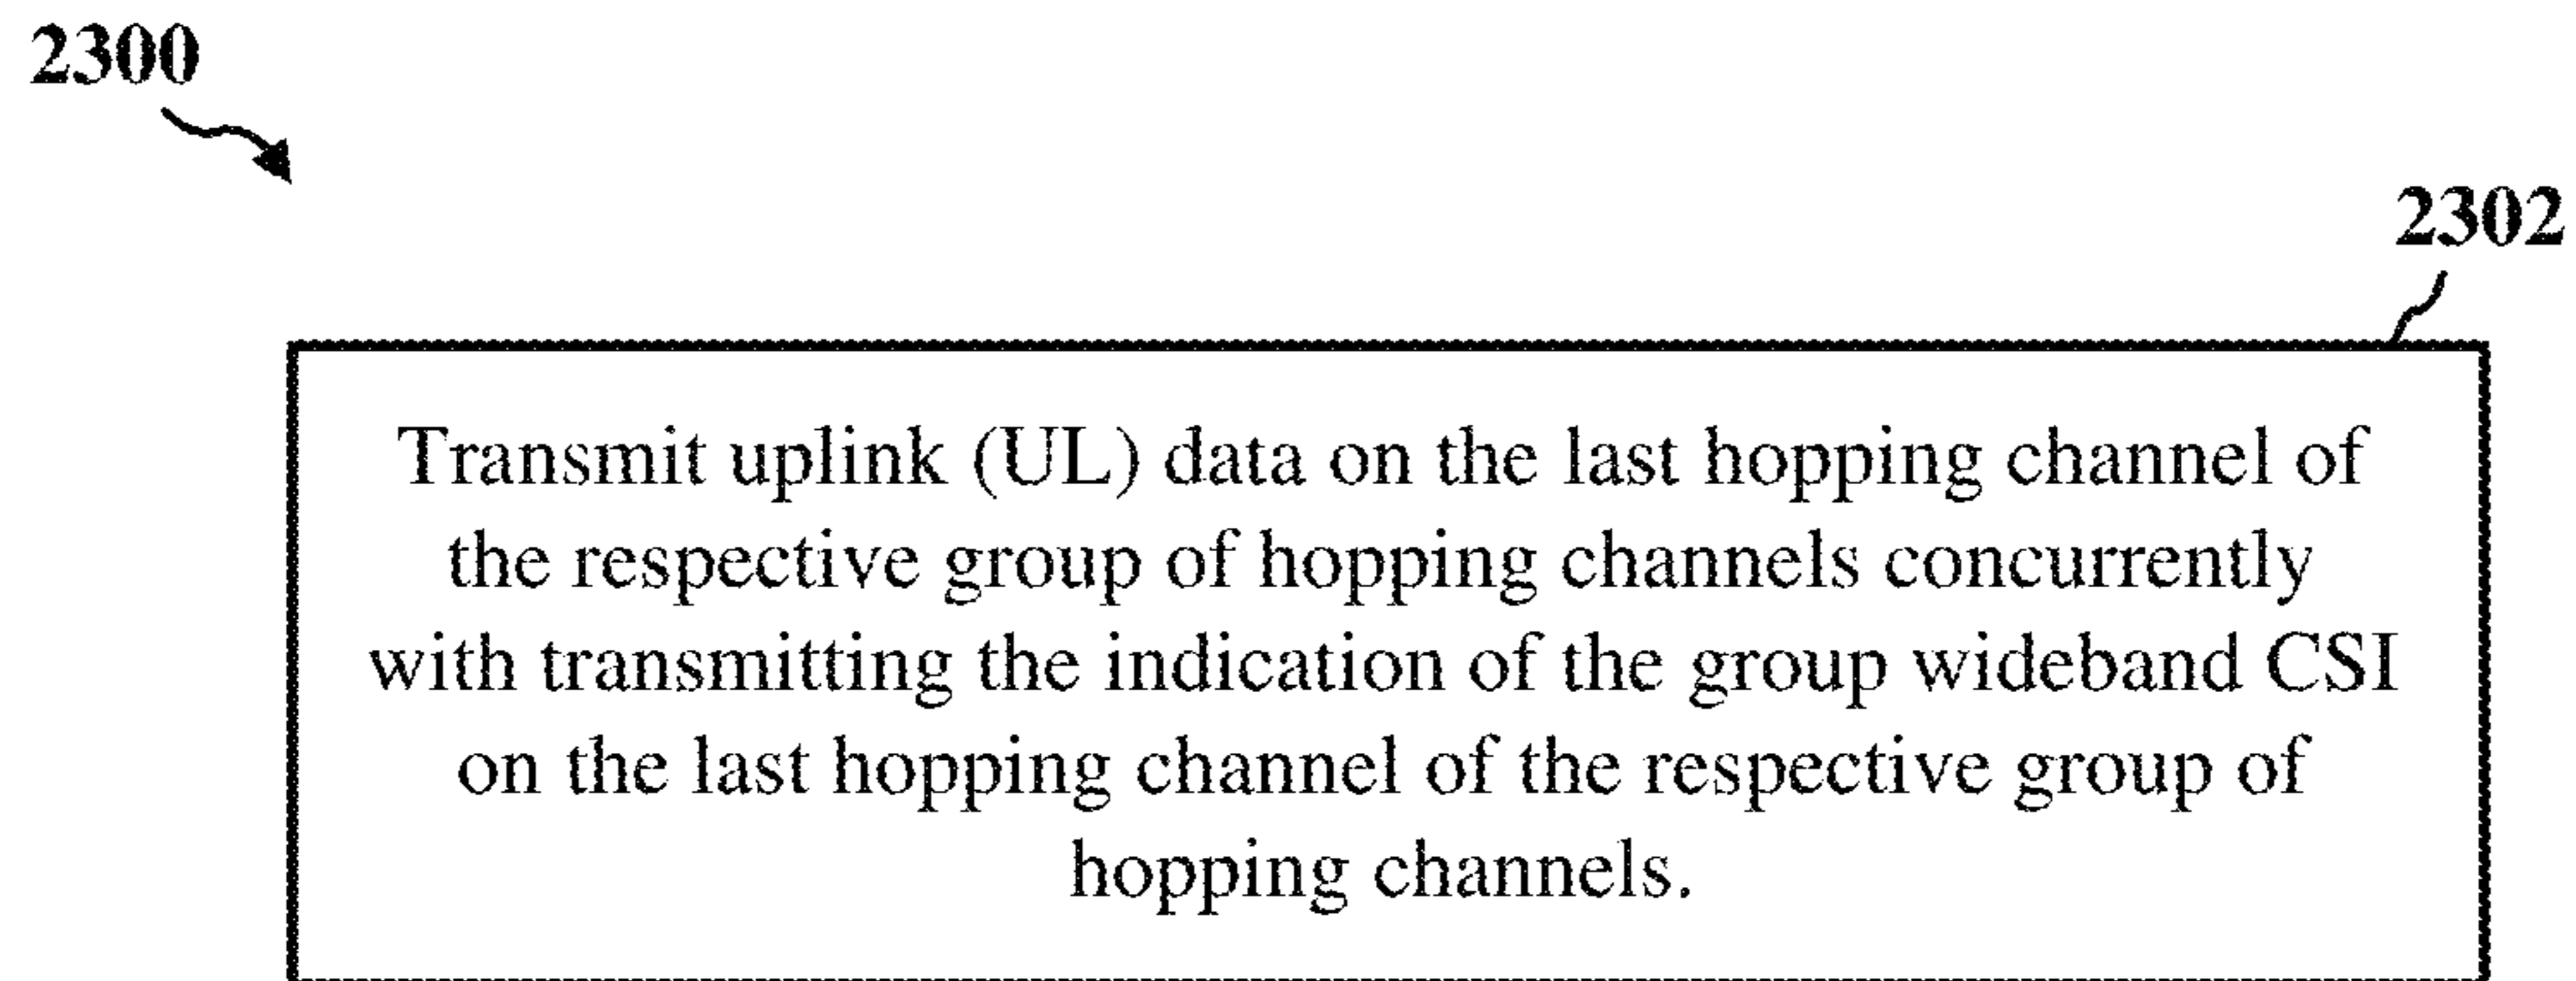 2300
2302
Transmit uplink (UL) data on the last hopping channel of
the respective group of hopping channels concurrently
with transmitting the indication of the group wideband CSI
on the last hopping channel of the respective group of
hopping channels.